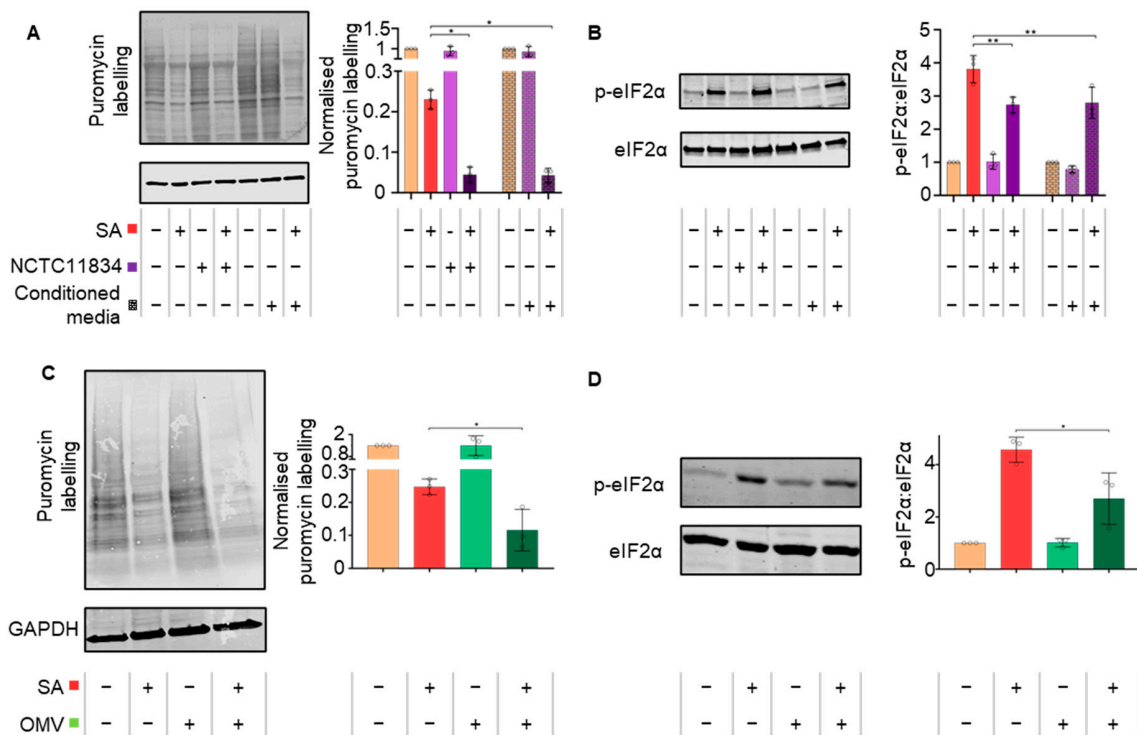 A
Puromycin
labelling
Normalised
puromycin labelling
1.5
1
0.3
0.2
0.1
0.05
0
*
*
SA
− + − + − − +
− + - + − − +
NCTC11834
− − + + − − −
− − + + − − −
Conditioned
media
− − − − − + +
− − − − − + +
B
p-eIF2α
eIF2α
p-eIF2α:eIF2α
5
4
3
2
1
0
**
**
− + − + − − +
− + − + − − +
− − + + − − −
− − + + − − −
− − − − − + +
− − − − − + +
C
Puromycin
labelling
GAPDH
Normalised
puromycin labelling
2
0.8
0.3
0.2
0.1
0
*
SA
− + − +
− + − +
OMV
− − + +
− − + +
D
p-eIF2α
eIF2α
p-eIF2α:eIF2α
4
2
0
*
− + − +
− + − +
− − + +
− − + +